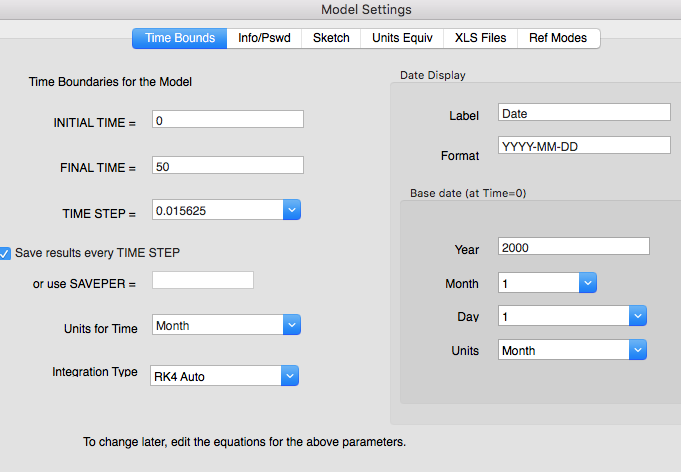 Model Settings
Time Bounds Info/Pswd Sketch Units Equiv XLS Files Ref Modes
Time Boundaries for the Model
INITIAL TIME = 0
FINAL TIME = 50
TIME STEP = 0.015625
Save results every TIME STEP
or use SAVEPER =
Units for Time Month
Integration Type RK4 Auto
Date Display
Label Date
Format YYYY-MM-DD
Base date (at Time=0)
Year 2000
Month 1
Day 1
Units Month
To change later, edit the equations for the above parameters.